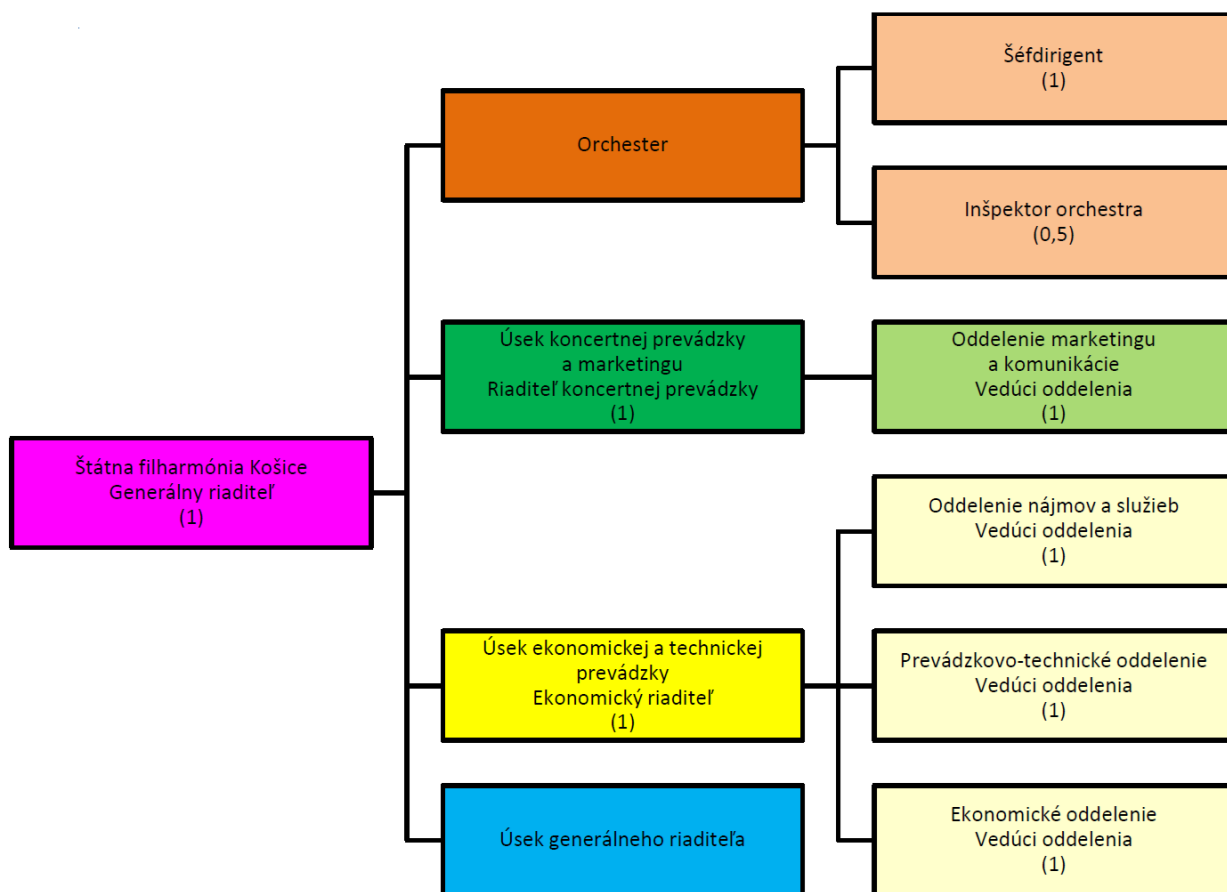 Štátna filharmónia Košice
Generálny riaditeľ
(1)
Orchester
Šéfdirigent
(1)
Inšpektor orchestra
(0,5)
Úsek koncertnej prevádzky
a marketingu
Riaditeľ koncertnej prevádzky
(1)
Oddelenie marketingu
a komunikácie
Vedúci oddelenia
(1)
Úsek ekonomickej a technickej
prevádzky
Ekonomický riaditeľ
(1)
Oddelenie nájmov a služieb
Vedúci oddelenia
(1)
Prevádzkovo-technické oddelenie
Vedúci oddelenia
(1)
Ekonomické oddelenie
Vedúci oddelenia
(1)
Úsek generálneho riaditeľa